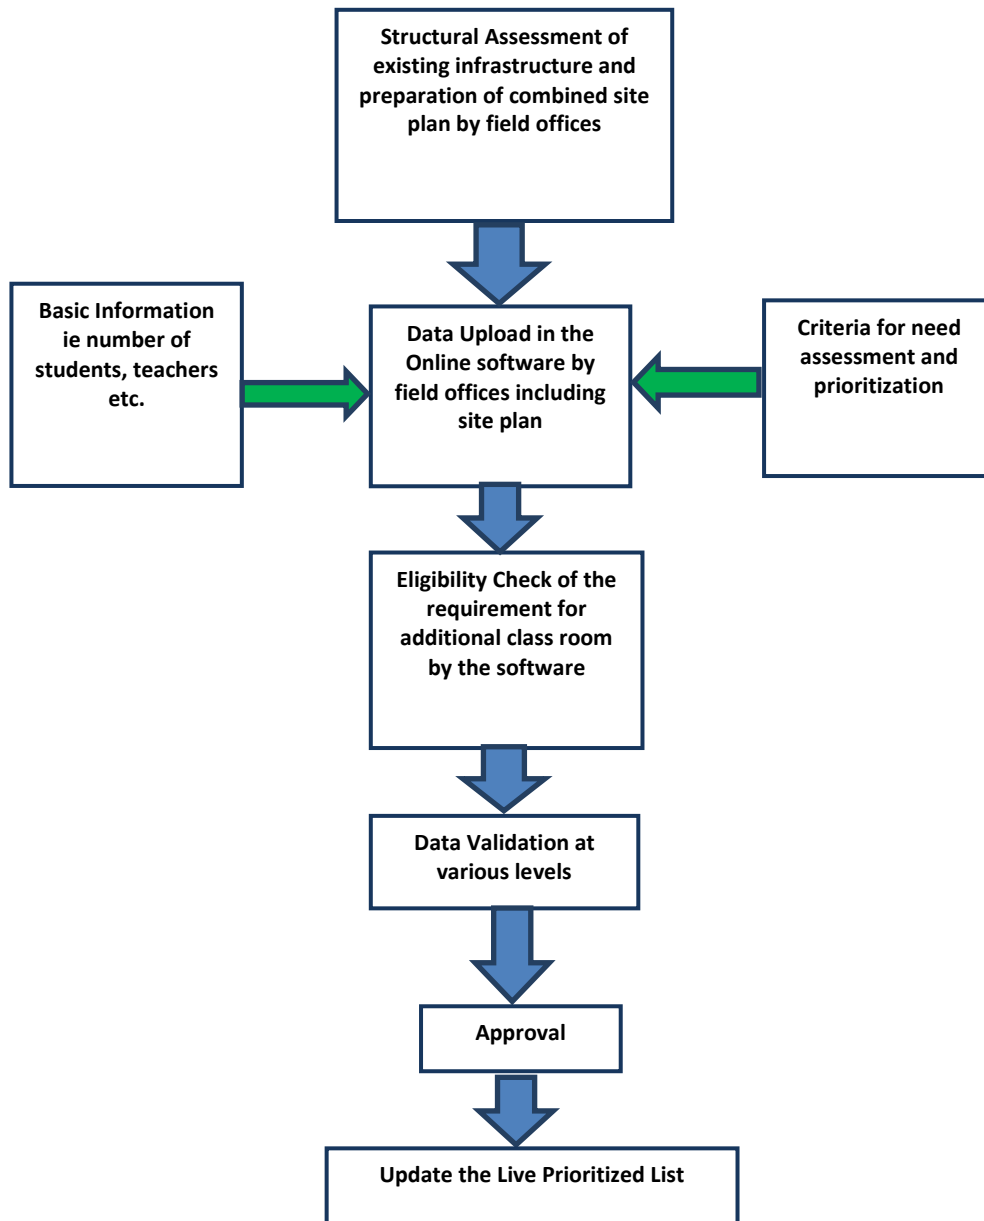 Structural Assessment of
existing infrastructure and
preparation of combined site
plan by field offices
Basic Information
ie number of
students, teachers
etc.
Data Upload in the
Online software by
field offices including
site plan
Criteria for need
assessment and
prioritization
Eligibility Check of the
requirement for
additional class room
by the software
Data Validation at
various levels
Approval
Update the Live Prioritized List